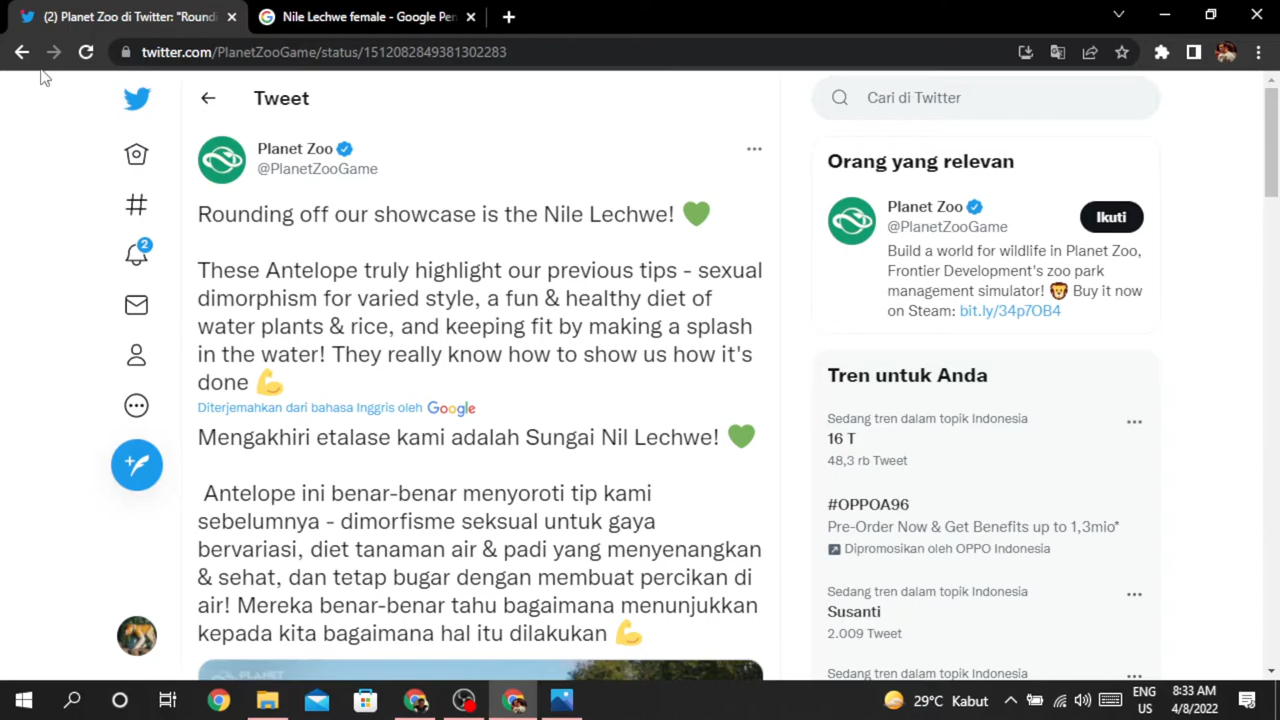 (2) Planet Zoo di Twitter: "Roundi
Nile Lechwe female - Google Pen
twitter.com/PlanetZooGame/status/1512082849381302283
Tweet
Planet Zoo
@PlanetZooGame
Rounding off our showcase is the Nile Lechwe! 💚
These Antelope truly highlight our previous tips - sexual
dimorphism for varied style, a fun & healthy diet of
water plants & rice, and keeping fit by making a splash
in the water! They really know how to show us how it's
done 💪
Diterjemahkan dari bahasa Inggris oleh Google
Mengakhiri etalase kami adalah Sungai Nil Lechwe! 💚
Antelope ini benar-benar menyoroti tip kami
sebelumnya - dimorfisme seksual untuk gaya
bervariasi, diet tanaman air & padi yang menyenangkan
& sehat, dan tetap bugar dengan membuat percikan di
air! Mereka benar-benar tahu bagaimana menunjukkan
kepada kita bagaimana hal itu dilakukan 💪
PLANET
2
Cari di Twitter
Orang yang relevan
Planet Zoo
@PlanetZooGame
Ikuti
Build a world for wildlife in Planet Zoo,
Frontier Development's zoo park
management simulator! 🦁 Buy it now
on Steam: bit.ly/34p7OB4
Tren untuk Anda
Sedang tren dalam topik Indonesia
16 T
48,3 rb Tweet
#OPPOA96
Pre-Order Now & Get Benefits up to 1,3mio*
Dipromosikan oleh OPPO Indonesia
Sedang tren dalam topik Indonesia
Susanti
2.009 Tweet
Sedang tren dalam topik Indonesia
29°C Kabut
ENG
US
8:33 AM
4/8/2022